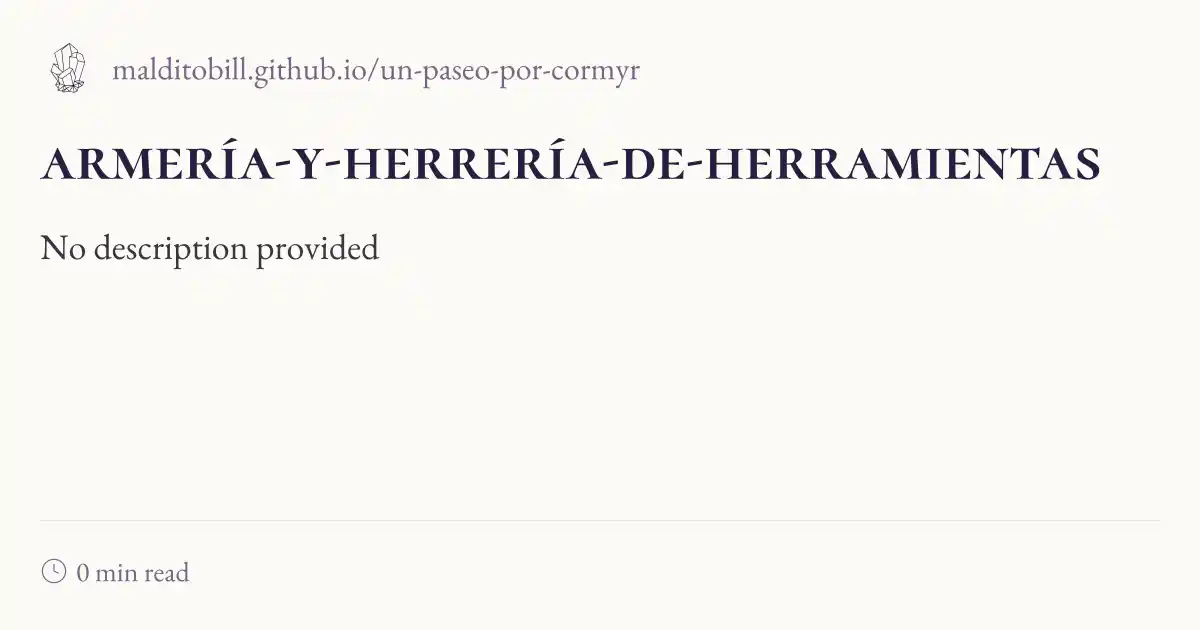 malditobill.github.io/un-paseo-por-cormyr
ARMERÍA-Y-HERRERÍA-DE-HERRAMIENTAS
No description provided
0 min read